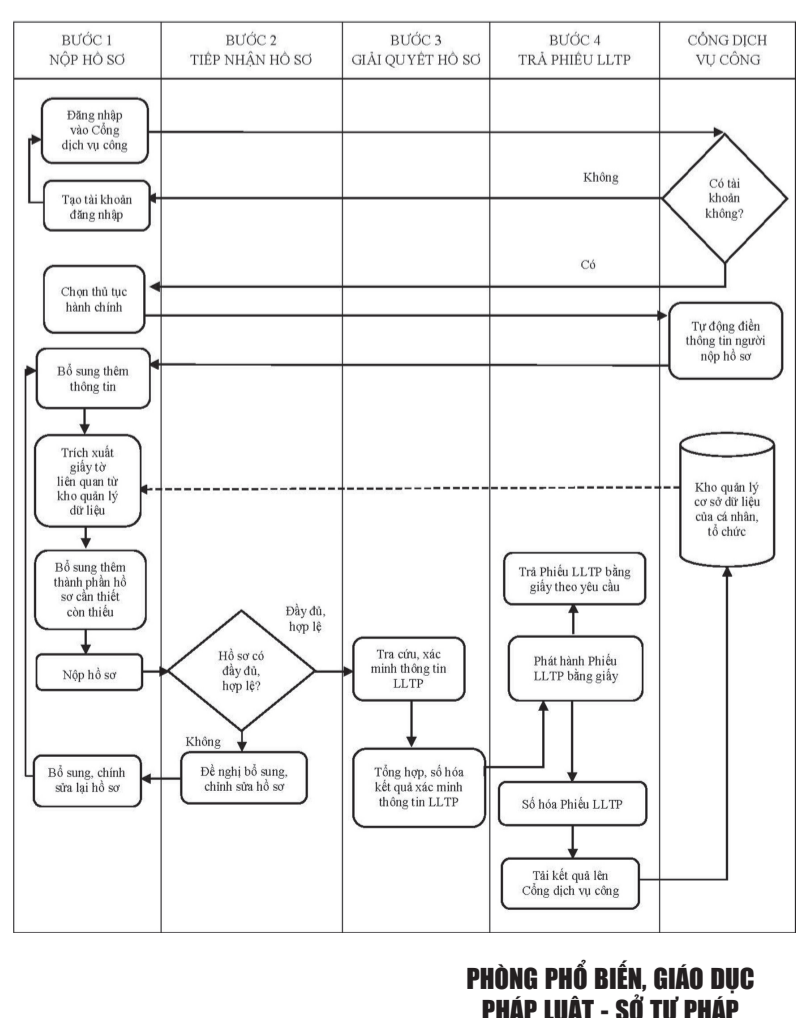 BƯỚC 1
NỘP HỒ SƠ
BƯỚC 2
TIẾP NHẬN HỒ SƠ
BƯỚC 3
GIẢI QUYẾT HỒ SƠ
BƯỚC 4
TRẢ PHIẾU LLTP
CỔNG DỊCH
VỤ CÔNG
Đăng nhập
vào Cổng
dịch vụ công
Không
Có tài
khoản
không?
Tạo tài khoản
đăng nhập
Có
Chọn thủ tục
hành chính
Tự động điền
thông tin người
nộp hồ sơ
Bổ sung thêm
thông tin
Trích xuất
giấy tờ
liên quan từ
kho quản lý
dữ liệu
Kho quản lý
cơ sở dữ liệu
của cá nhân,
tổ chức
Bổ sung thêm
thành phần hồ
sơ cần thiết
còn thiếu
Trả Phiếu LLTP bằng
giấy theo yêu cầu
Đầy đủ,
hợp lệ
Nộp hồ sơ
Hồ sơ có
đầy đủ,
hợp lệ?
Tra cứu, xác
minh thông tin
LLTP
Phát hành Phiếu
LLTP bằng giấy
Không
Bổ sung, chỉnh
sửa lại hồ sơ
Đề nghị bổ sung,
chỉnh sửa hồ sơ
Tổng hợp, số hóa
kết quả xác minh
thông tin LLTP
Số hóa Phiếu LLTP
Tải kết quả lên
Cổng dịch vụ công
PHÒNG PHỔ BIẾN, GIÁO DỤC
PHÁP LUẬT - SỞ TƯ PHÁP